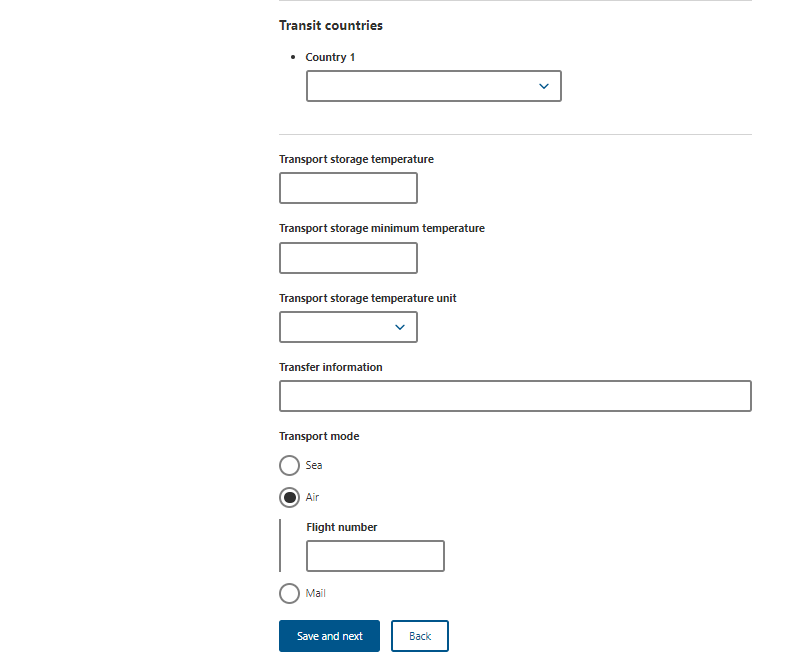 Transit countries
Country 1
Transport storage temperature
Transport storage minimum temperature
Transport storage temperature unit
Transfer information
Transport mode
Sea
Air
Flight number
Mail
Save and next
Back